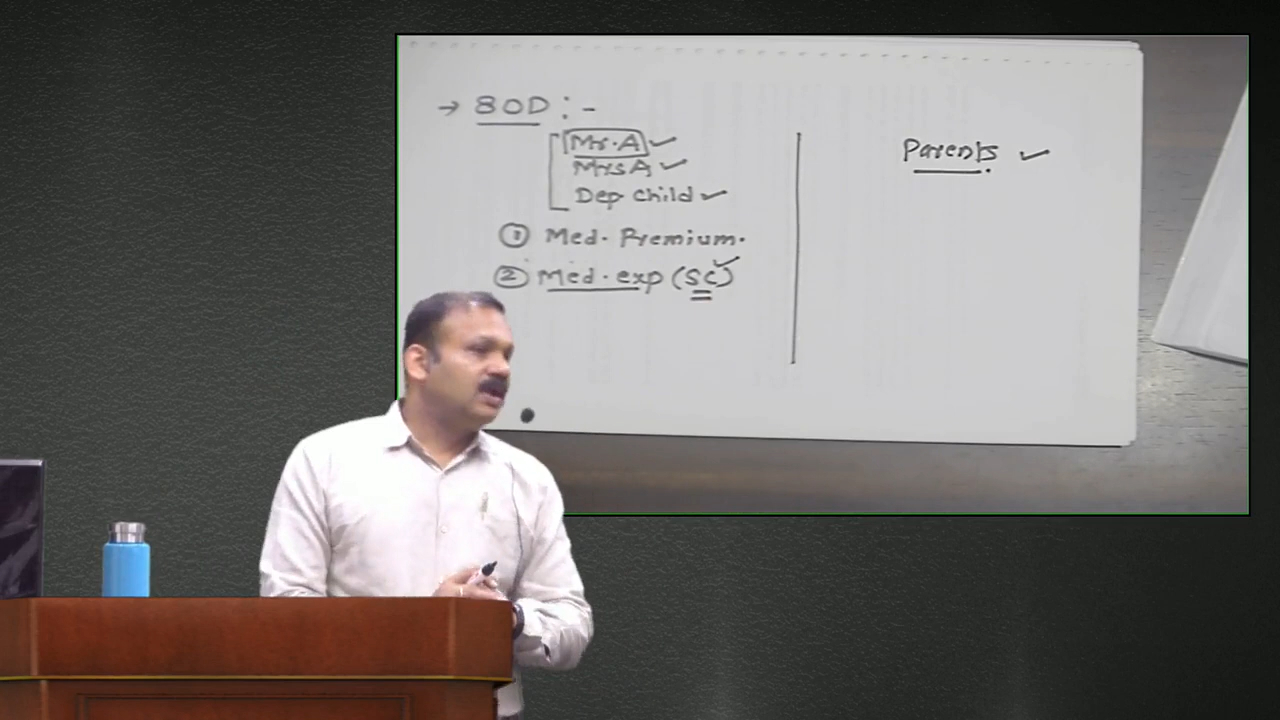 → 80D :-
Mr. A ✓
Mrs A ✓
Dep child ✓
① Med. Premium.
② Med. exp (SC) ✓
Parents ✓